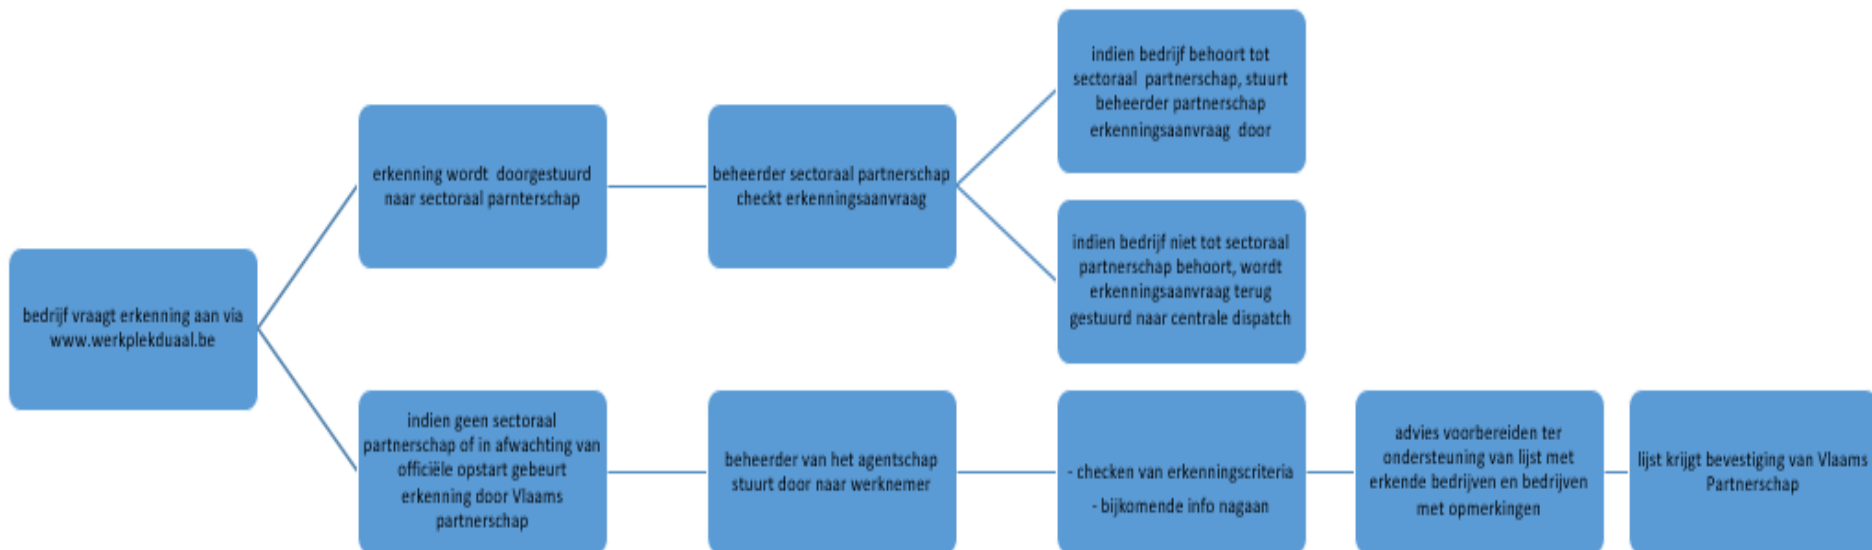 bedrijf vraagt erkenning aan via
www.werkplekduaal.be
erkenning wordt doorgestuurd
naar sectoraal parnterschap
beheerder sectoraal partnerschap
checkt erkenningsaanvraag
indien bedrijf behoort tot
sectoraal partnerschap, stuurt
beheerder partnerschap
erkenningsaanvraag door
indien bedrijf niet tot sectoraal
partnerschap behoort, wordt
erkenningsaanvraag terug
gestuurd naar centrale dispatch
indien geen sectoraal
partnerschap of in afwachting van
officiële opstart gebeurt
erkenning door Vlaams
partnerschap
beheerder van het agentschap
stuurt door naar werknemer
- checken van erkenningscriteria
- bijkomende info nagaan
advies voorbereiden ter
ondersteuning van lijst met
erkende bedrijven en bedrijven
met opmerkingen
lijst krijgt bevestiging van Vlaams
Partnerschap